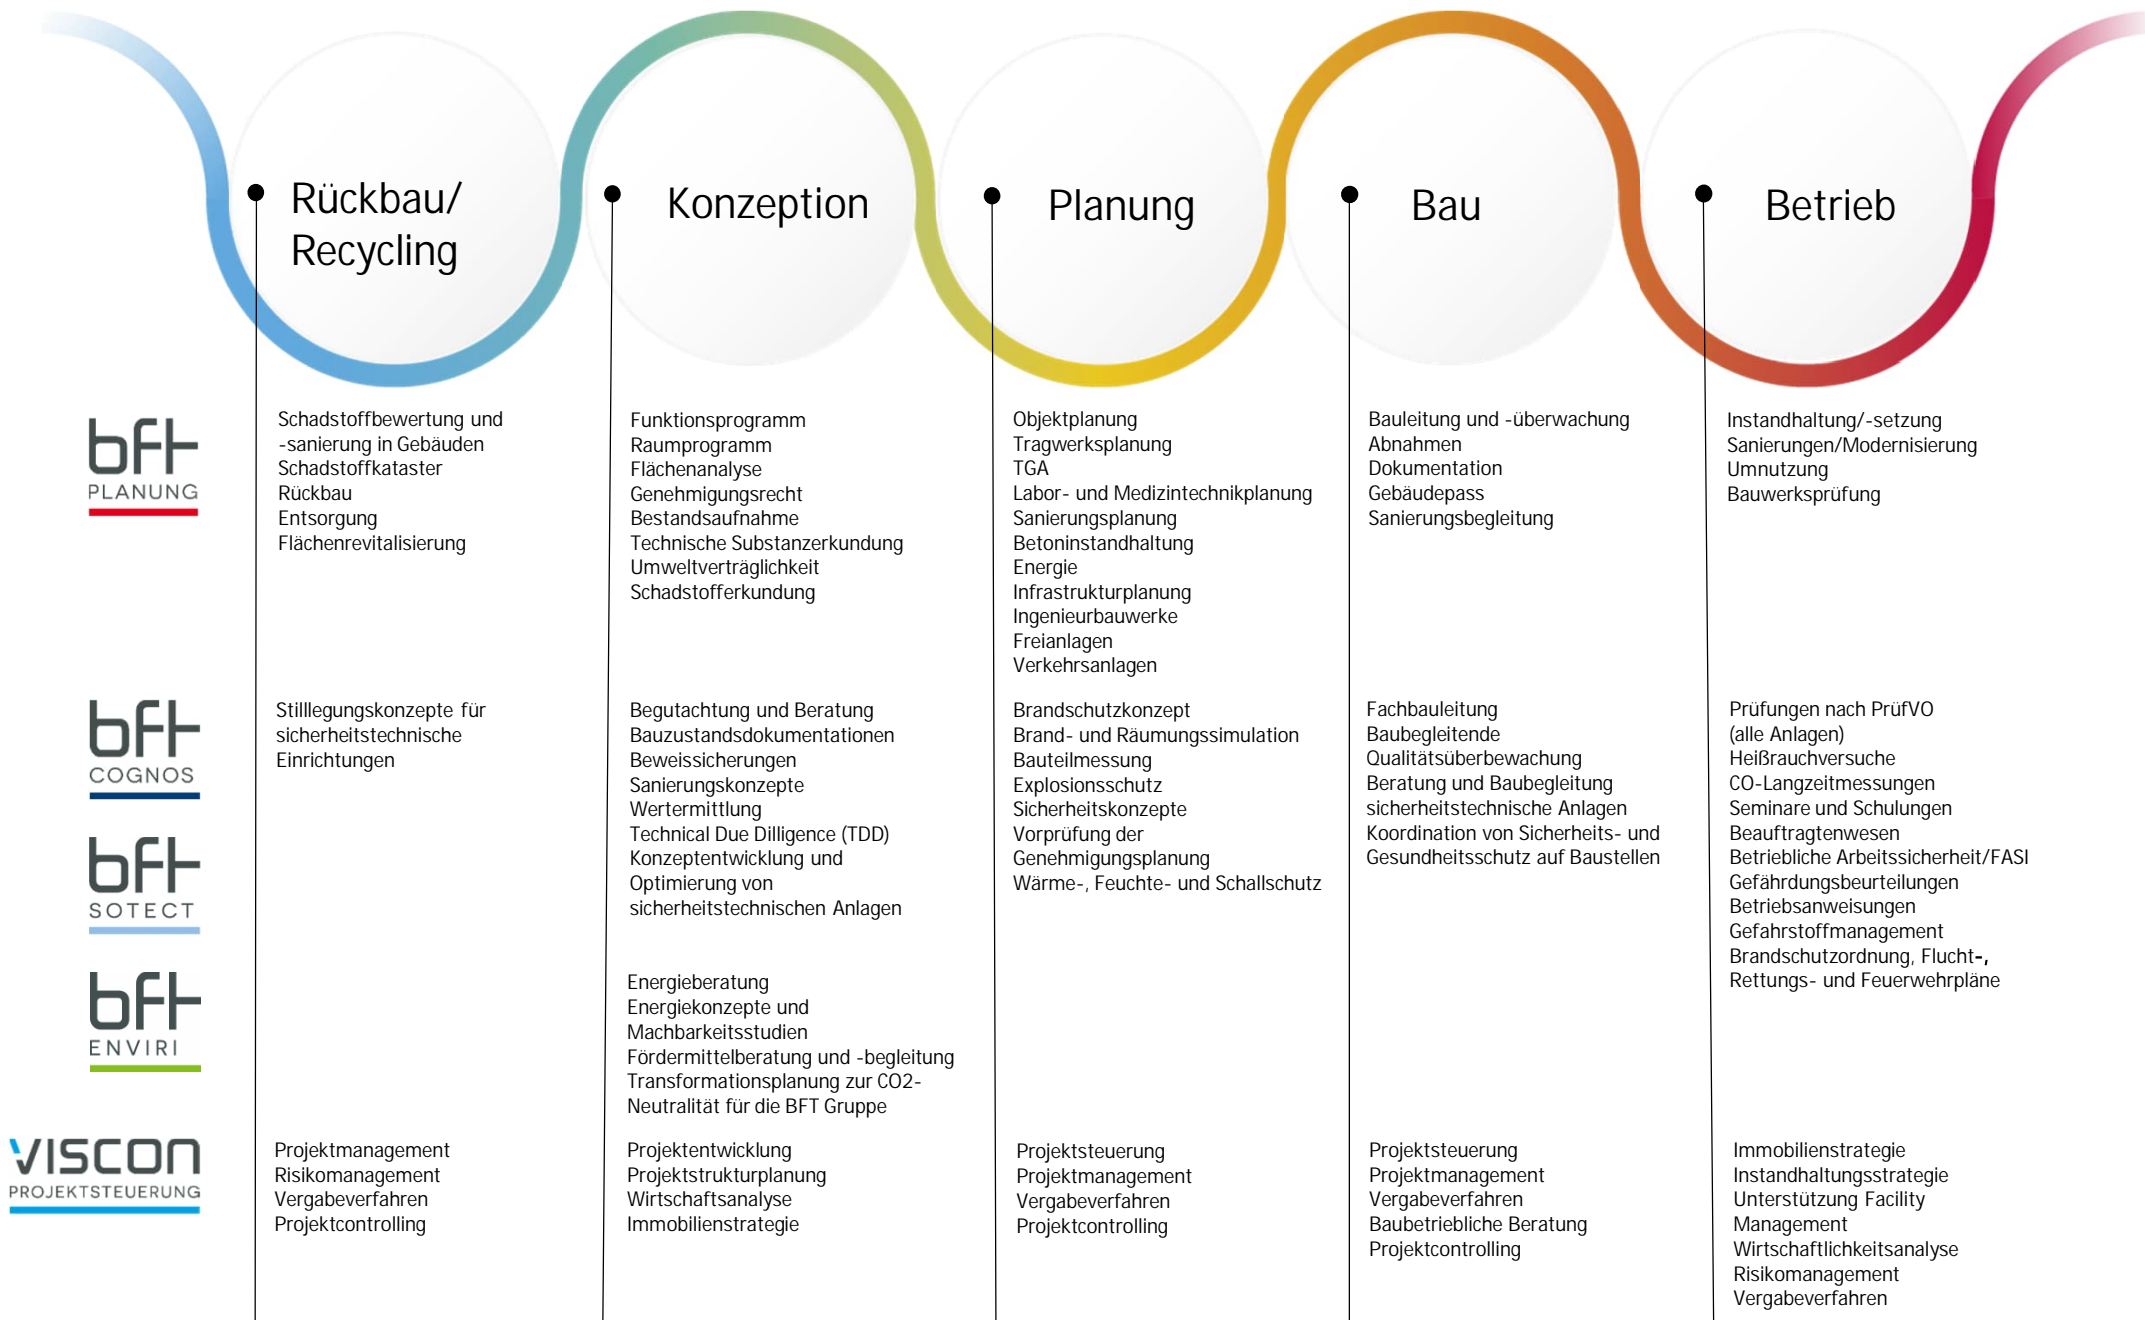 Rückbau/
Recycling
Konzeption
Planung
Bau
Betrieb
bft
PLANUNG
Schadstoffbewertung und
-sanierung in Gebäuden
Schadstoffkataster
Rückbau
Entsorgung
Flächenrevitalisierung
Funktionsprogramm
Raumprogramm
Flächenanalyse
Genehmigungsrecht
Bestandsaufnahme
Technische Substanzerkundung
Umweltverträglichkeit
Schadstofferkundung
Objektplanung
Tragwerksplanung
TGA
Labor- und Medizintechnikplanung
Sanierungsplanung
Betoninstandhaltung
Energie
Infrastrukturplanung
Ingenieurbauwerke
Freianlagen
Verkehrsanlagen
Bauleitung und -überwachung
Abnahmen
Dokumentation
Gebäudepass
Sanierungsbegleitung
Instandhaltung/-setzung
Sanierungen/Modernisierung
Umnutzung
Bauwerksprüfung
bft
COGNOS
bft
SOTECT
Stilllegungskonzepte für
sicherheitstechnische
Einrichtungen
Begutachtung und Beratung
Bauzustandsdokumentationen
Beweissicherungen
Sanierungskonzepte
Wertermittlung
Technical Due Dilligence (TDD)
Konzeptentwicklung und
Optimierung von
sicherheitstechnischen Anlagen
Brandschutzkonzept
Brand- und Räumungssimulation
Bauteilmessung
Explosionsschutz
Sicherheitskonzepte
Vorprüfung der
Genehmigungsplanung
Wärme-, Feuchte- und Schallschutz
Fachbauleitung
Baubegleitende
Qualitätsüberbewachung
Beratung und Baubegleitung
sicherheitstechnische Anlagen
Koordination von Sicherheits- und
Gesundheitsschutz auf Baustellen
Prüfungen nach PrüfVO
(alle Anlagen)
Heißrauchversuche
CO-Langzeitmessungen
Seminare und Schulungen
Beauftragtenwesen
Betriebliche Arbeitssicherheit/FASI
Gefährdungsbeurteilungen
Betriebsanweisungen
Gefahrstoffmanagement
Brandschutzordnung, Flucht-,
Rettungs- und Feuerwehrpläne
bft
ENVIRI
Energieberatung
Energiekonzepte und
Machbarkeitsstudien
Fördermittelberatung und -begleitung
Transformationsplanung zur CO2-
Neutralität für die BFT Gruppe
VISCON
PROJEKTSTEUERUNG
Projektmanagement
Risikomanagement
Vergabeverfahren
Projektcontrolling
Projektentwicklung
Projektstrukturplanung
Wirtschaftsanalyse
Immobilienstrategie
Projektsteuerung
Projektmanagement
Vergabeverfahren
Projektcontrolling
Projektsteuerung
Projektmanagement
Vergabeverfahren
Baubetriebliche Beratung
Projektcontrolling
Immobilienstrategie
Instandhaltungsstrategie
Unterstützung Facility
Management
Wirtschaftlichkeitsanalyse
Risikomanagement
Vergabeverfahren